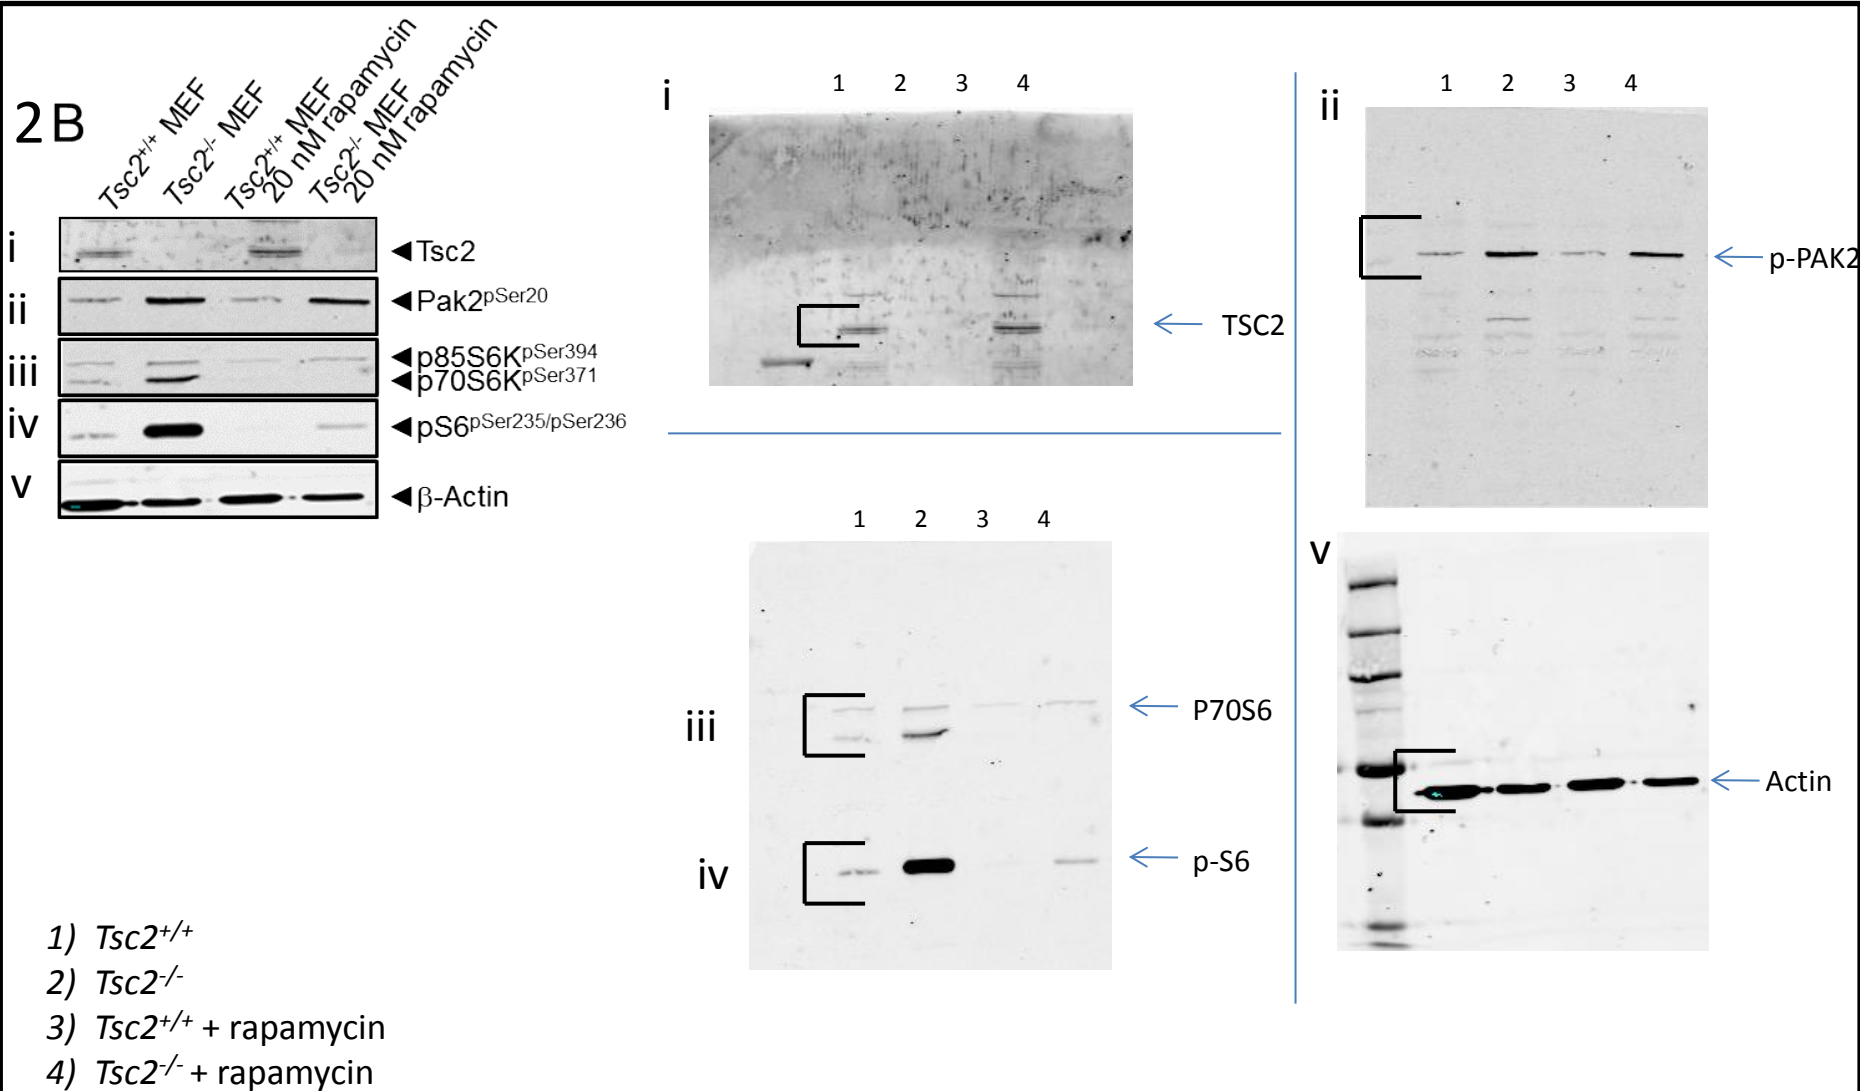 2B
Tsc2+/+ MEF
Tsc2-/- MEF
Tsc2+/+ MEF
20 nM rapamycin
Tsc2-/- MEF
20 nM rapamycin
i
◄Tsc2
ii
◄Pak2pSer20
iii
◄p85S6KpSer394
◄p70S6KpSer371
iv
◄pS6pSer235/pSer236
v
◄β-Actin
i
1 2 3 4
TSC2
ii
1 2 3 4
p-PAK2
1 2 3 4
iii
P70S6
iv
p-S6
v
Actin
1) Tsc2+/+
2) Tsc2-/-
3) Tsc2+/+ + rapamycin
4) Tsc2-/- + rapamycin